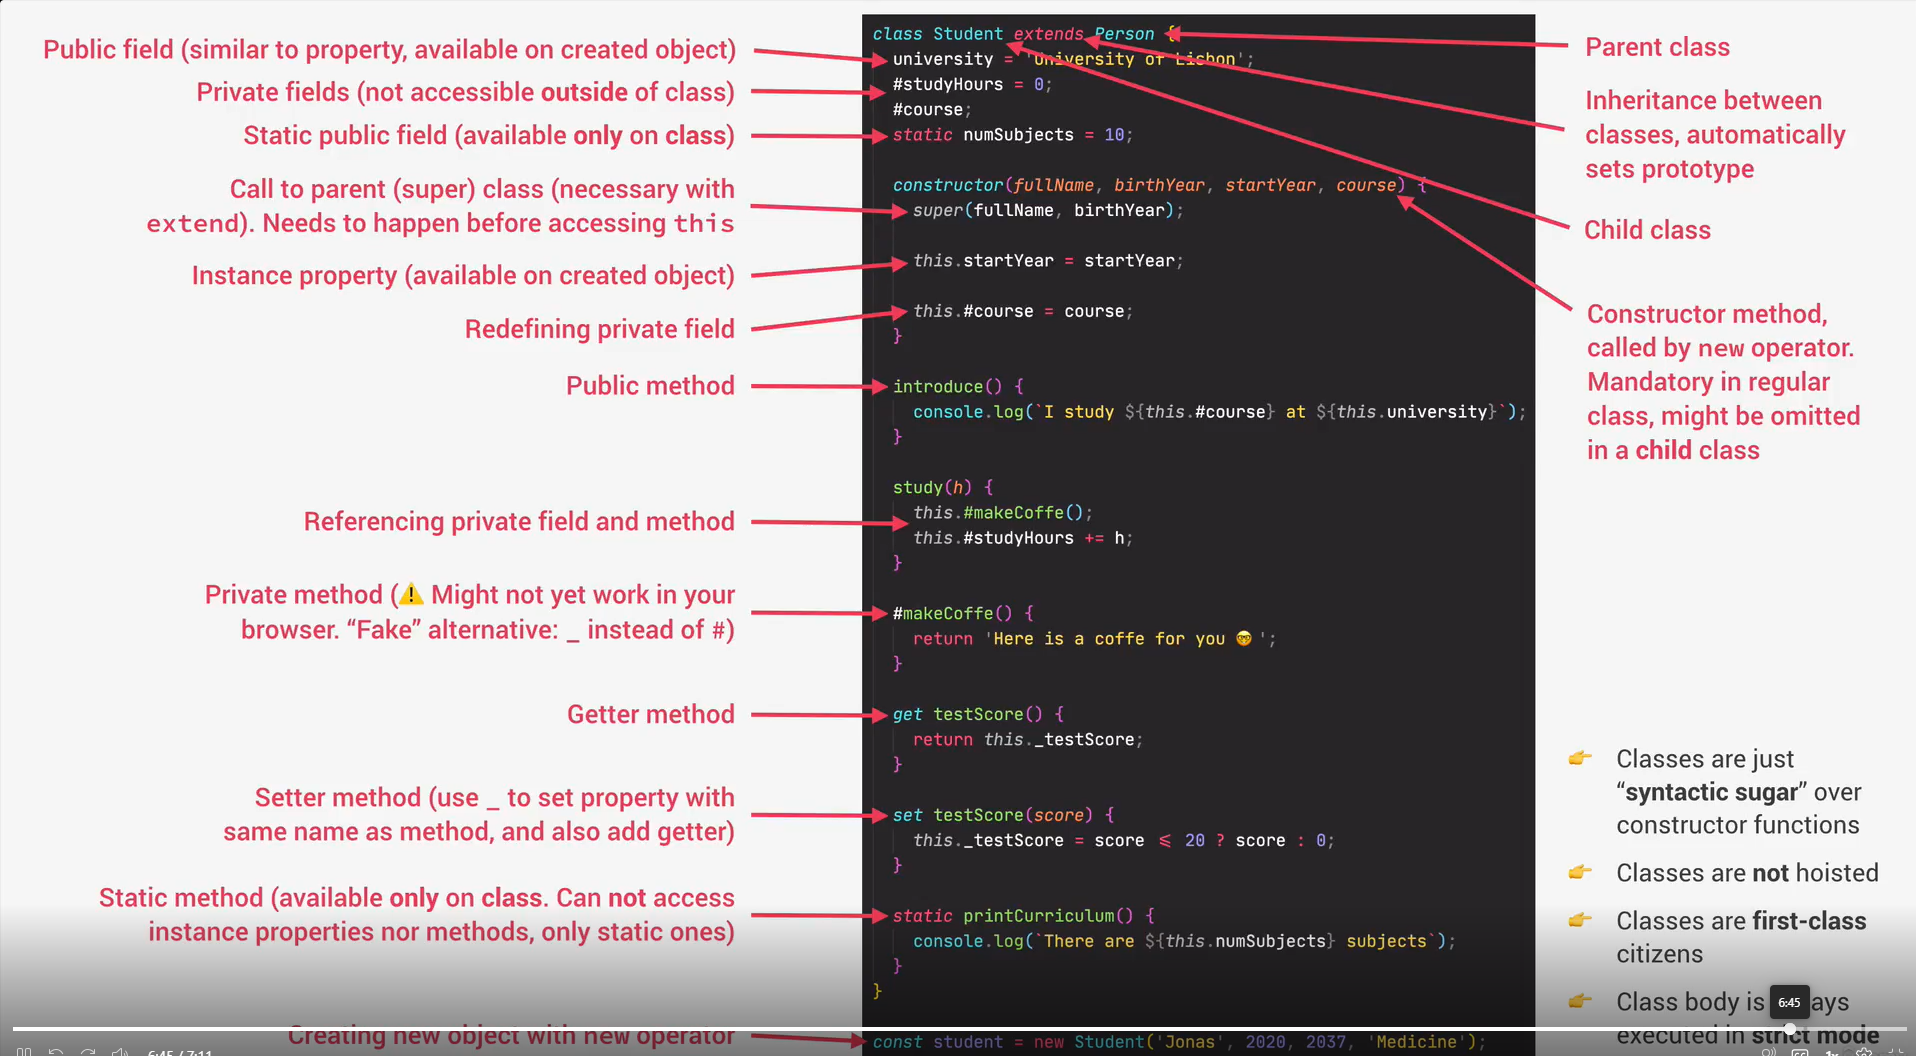 Public field (similar to property, available on created object)
Private fields (not accessible outside of class)
Static public field (available only on class)
Call to parent (super) class (necessary with
extend). Needs to happen before accessing this
Instance property (available on created object)
Redefining private field
Public method
Referencing private field and method
Private method (⚠️ Might not yet work in your
browser. “Fake” alternative: _ instead of #)
Getter method
Setter method (use _ to set property with
same name as method, and also add getter)
Static method (available only on class. Can not access
instance properties nor methods, only static ones)
Creating new object with new operator
class Student extends Person {
university = 'University of Lisbon';
#studyHours = 0;
#course;
static numSubjects = 10;
constructor(fullName, birthYear, startYear, course) {
super(fullName, birthYear);
this.startYear = startYear;
this.#course = course;
}
introduce() {
console.log(`I study ${this.#course} at ${this.university}`);
}
study(h) {
this.#makeCoffe();
this.#studyHours += h;
}
#makeCoffe() {
return 'Here is a coffe for you 🤓 ';
}
get testScore() {
return this._testScore;
}
set testScore(score) {
this._testScore = score ≤ 20 ? score : 0;
}
static printCurriculum() {
console.log(`There are ${this.numSubjects} subjects`);
}
}
const student = new Student('Jonas', 2020, 2037, 'Medicine');
Parent class
Inheritance between
classes, automatically
sets prototype
Child class
Constructor method,
called by new operator.
Mandatory in regular
class, might be omitted
in a child class
👉 Classes are just
“syntactic sugar” over
constructor functions
👉 Classes are not hoisted
👉 Classes are first-class
citizens
👉 Class body is
executed in strict mode
6:45
6:45 / 7:11
1x